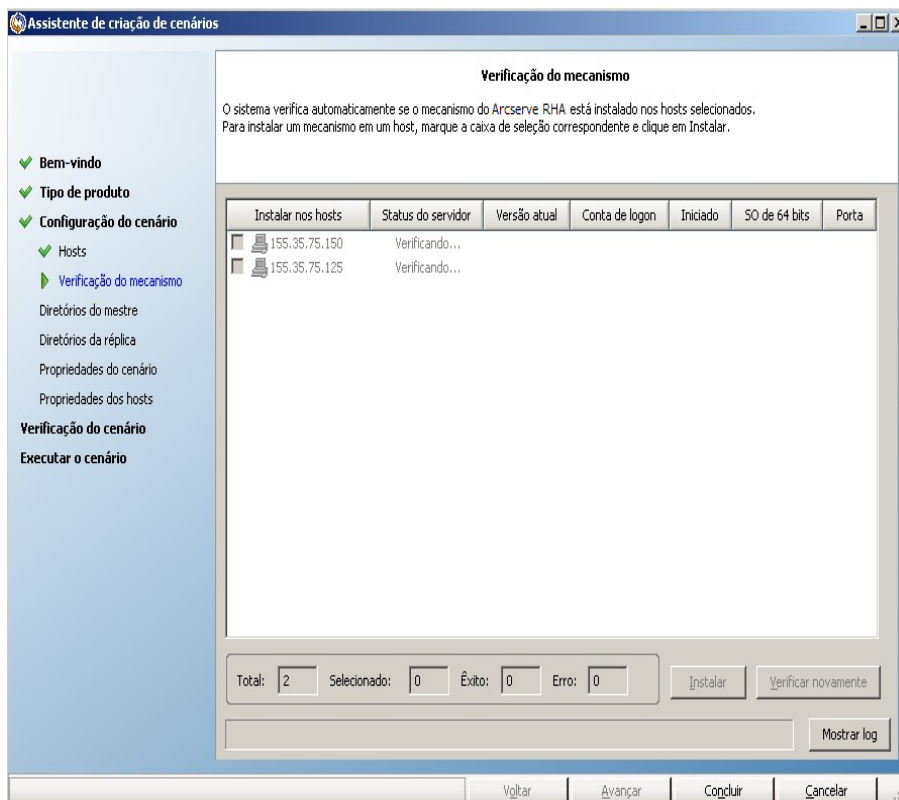 Assistente de criação de cenários
Verificação do mecanismo
O sistema verifica automaticamente se o mecanismo do Arcserve RHA está instalado nos hosts selecionados.
Para instalar um mecanismo em um host, marque a caixa de seleção correspondente e clique em Instalar.
Bem-vindo
Tipo de produto
Configuração do cenário
Hosts
Verificação do mecanismo
Diretórios do mestre
Diretórios da réplica
Propriedades do cenário
Propriedades dos hosts
Verificação do cenário
Executar o cenário
Instalar nos hosts Status do servidor Versão atual Conta de logon Iniciado SO de 64 bits Porta
155.35.75.150 Verificando...
155.35.75.125 Verificando...
Total: 2 Selecionado: 0 Êxito: 0 Erro: 0 Instalar Verificar novamente
Mostrar log
Voltar Avançar Concluir Cancelar